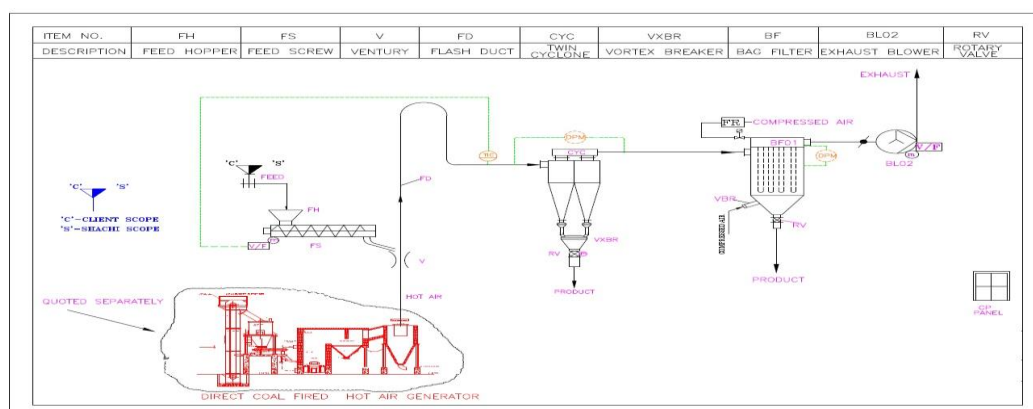 ITEM NO. FH FS V FD CYC VXBR BF BL02 RV
DESCRIPTION FEED HOPPER FEED SCREW VENTURY FLASH DUCT TWIN CYCLONE VORTEX BREAKER BAG FILTER EXHAUST BLOWER ROTARY VALVE
EXHAUST
FR
COMPRESSED AIR
DPM
BF01
V/F
BL02
TIC
CYC
DPM
'C' 'S'
FEED
'C' 'S'
'C'-CLIENT SCOPE
'S'-SHACHI SCOPE
FD
FH
FS
V/F
V
VXBR
RV
VBR
COMPRESSED AIR
RV
PRODUCT
PRODUCT
HOT AIR
QUOTED SEPARATELY
CP
PANEL
DIRECT COAL FIRED HOT AIR GENERATOR